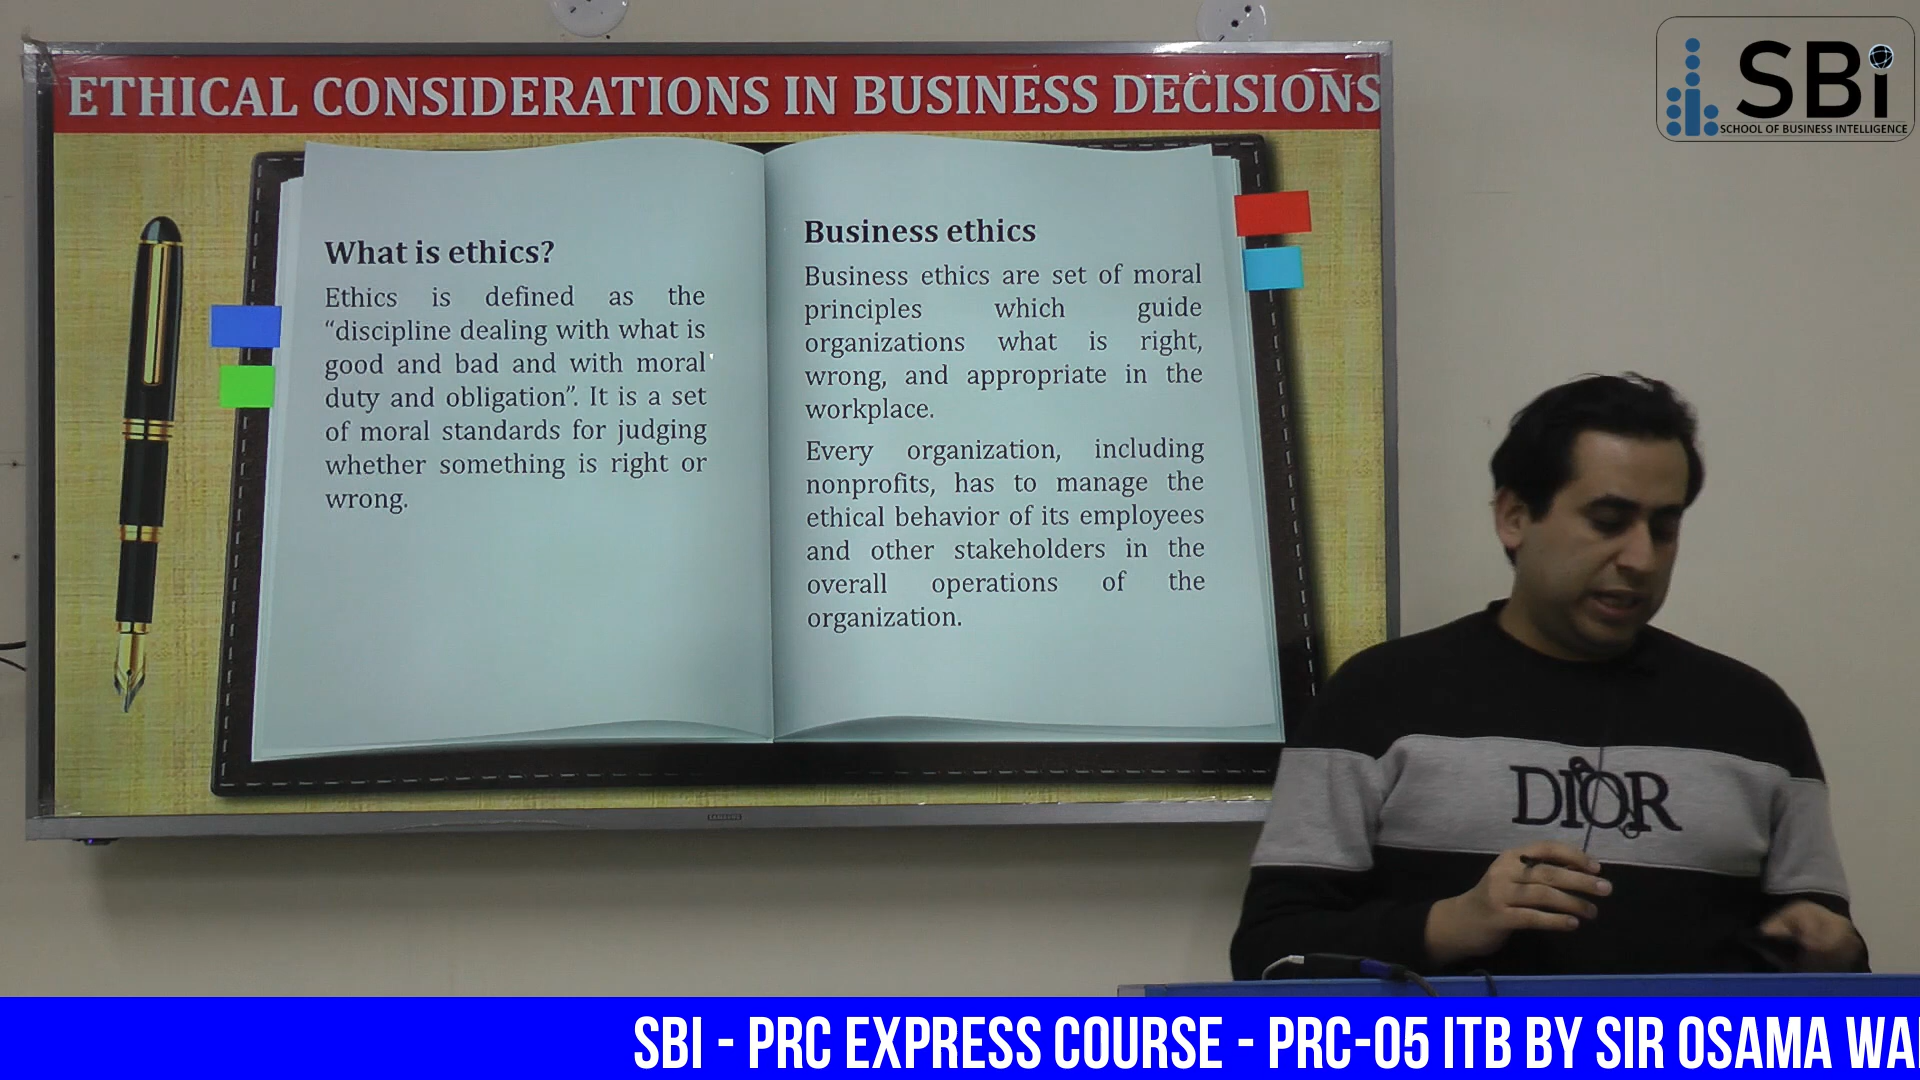 ETHICAL CONSIDERATIONS IN BUSINESS DECISIONS
SBi
SCHOOL OF BUSINESS INTELLIGENCE
What is ethics?
Ethics is defined as the
“discipline dealing with what is
good and bad and with moral
duty and obligation”. It is a set
of moral standards for judging
whether something is right or
wrong.
Business ethics
Business ethics are set of moral
principles which guide
organizations what is right,
wrong, and appropriate in the
workplace.
Every organization, including
nonprofits, has to manage the
ethical behavior of its employees
and other stakeholders in the
overall operations of the
organization.
SAMSUNG
DIOR
SBI - PRC EXPRESS COURSE - PRC-05 ITB BY SIR OSAMA